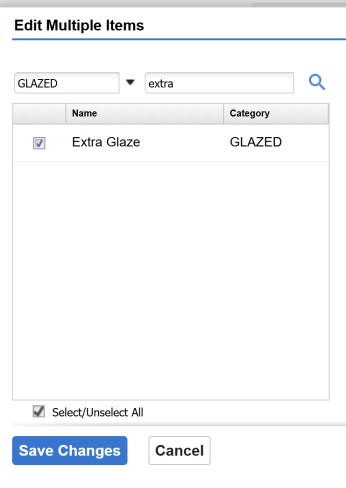 Edit Multiple Items
GLAZED extra
Name Category
Extra Glaze GLAZED
Select/Unselect All
Save Changes Cancel